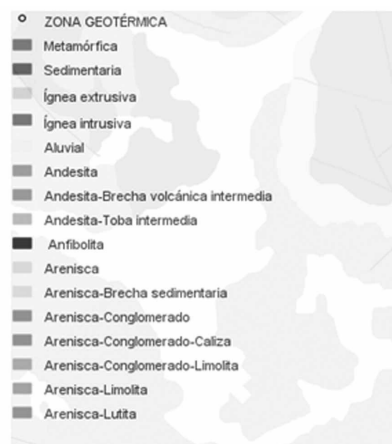 ZONA GEOTÉRMICA
Metamórfica
Sedimentaria
Ígnea extrusiva
Ígnea intrusiva
Aluvial
Andesita
Andesita-Brecha volcánica intermedia
Andesita-Toba intermedia
Anfibolita
Arenisca
Arenisca-Brecha sedimentaria
Arenisca-Conglomerado
Arenisca-Conglomerado-Caliza
Arenisca-Conglomerado-Limolita
Arenisca-Limolita
Arenisca-Lutita